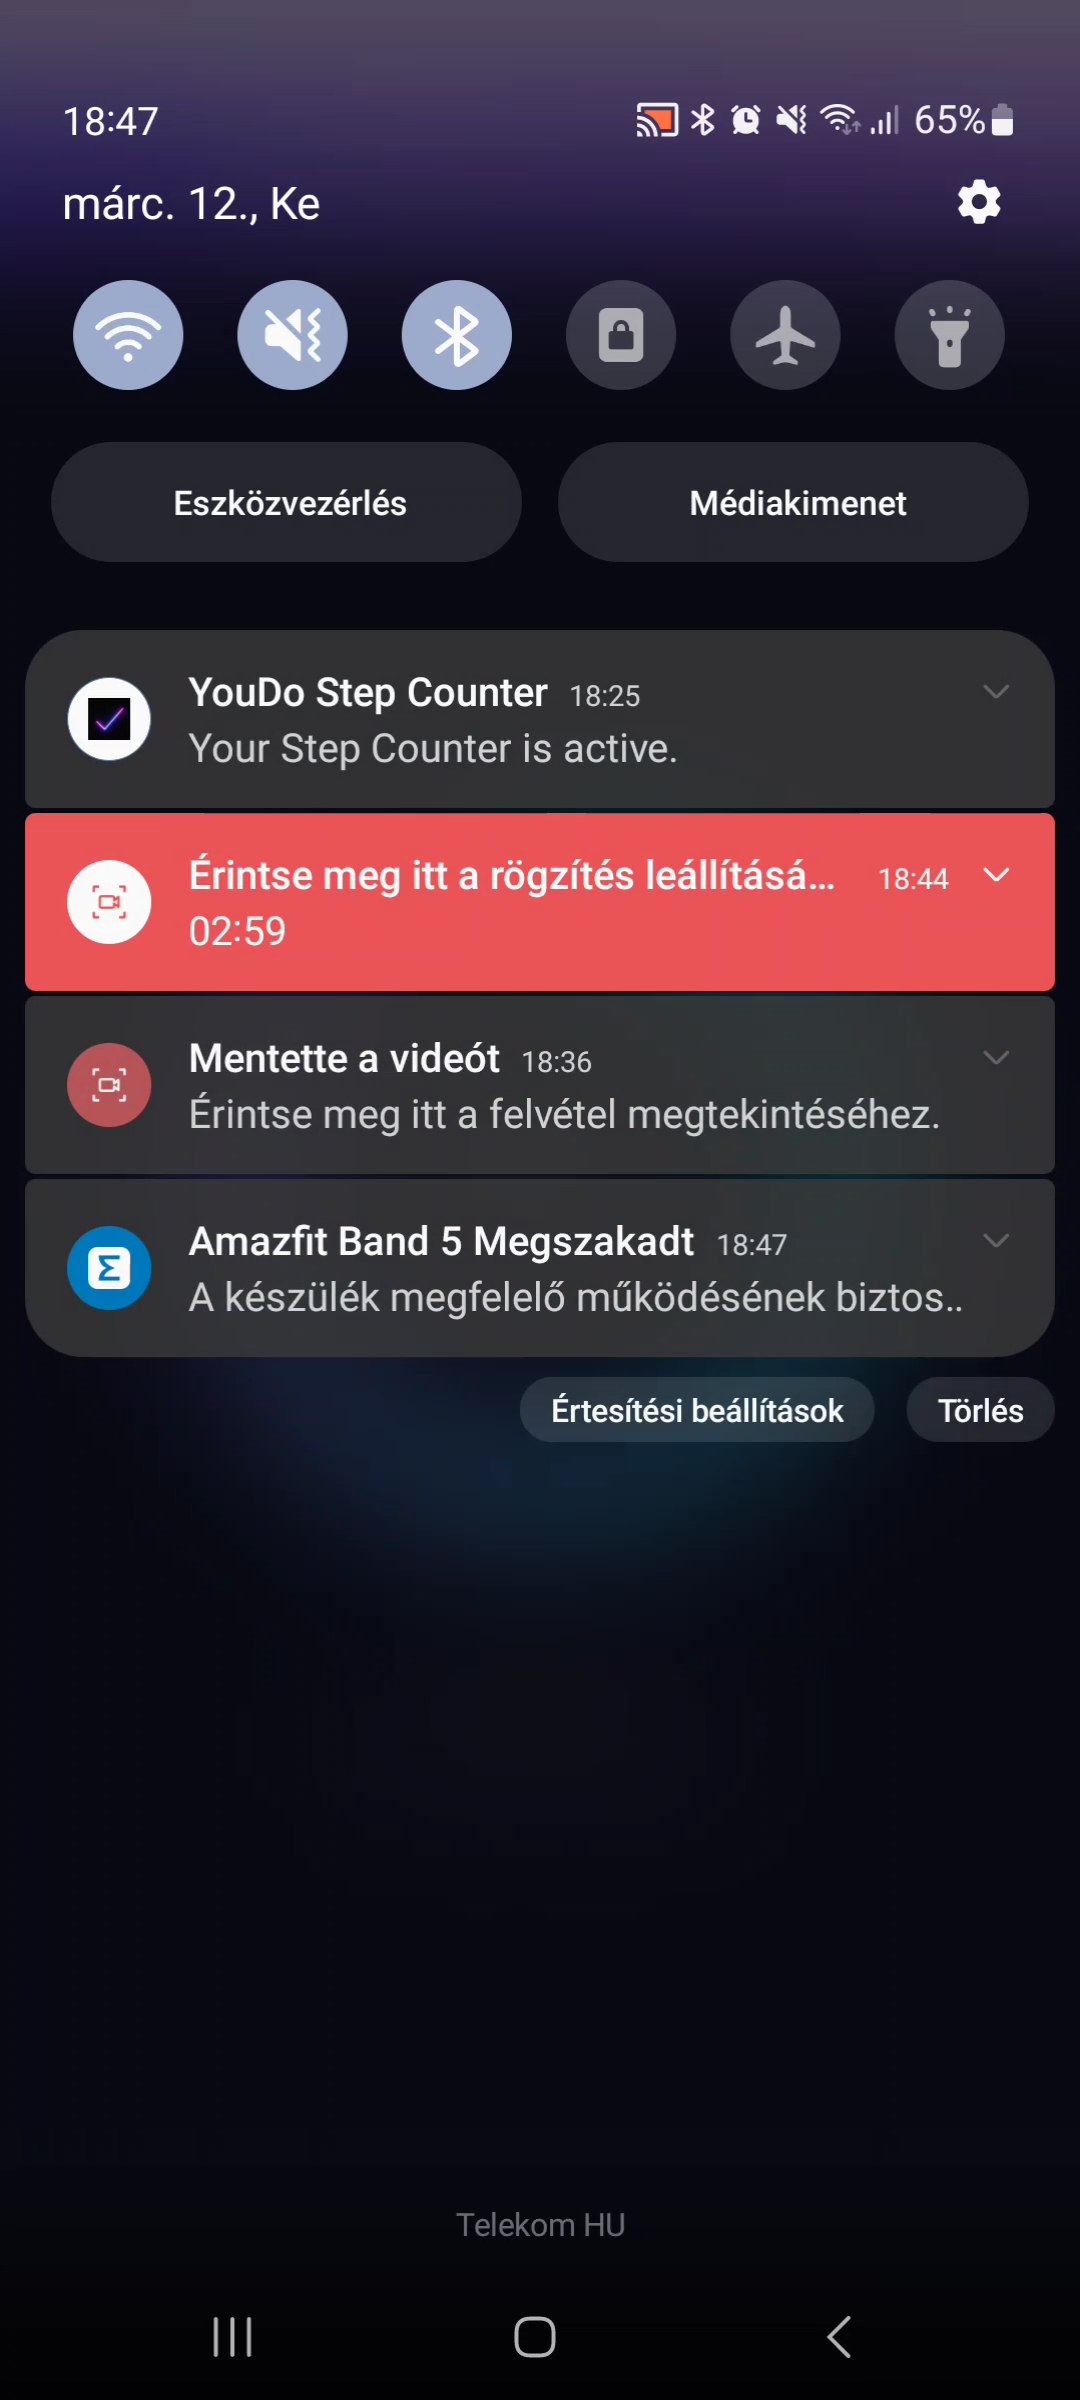 18:47
65%
márc. 12., Ke
Eszközvezérlés
Médiakimenet
YouDo Step Counter 18:25
Your Step Counter is active.
Érintse meg itt a rögzítés leállításá... 18:44
02:59
Mentette a videót 18:36
Érintse meg itt a felvétel megtekintéséhez.
Amazfit Band 5 Megszakadt 18:47
A készülék megfelelő működésének biztos..
Értesítési beállítások
Törlés
Telekom HU